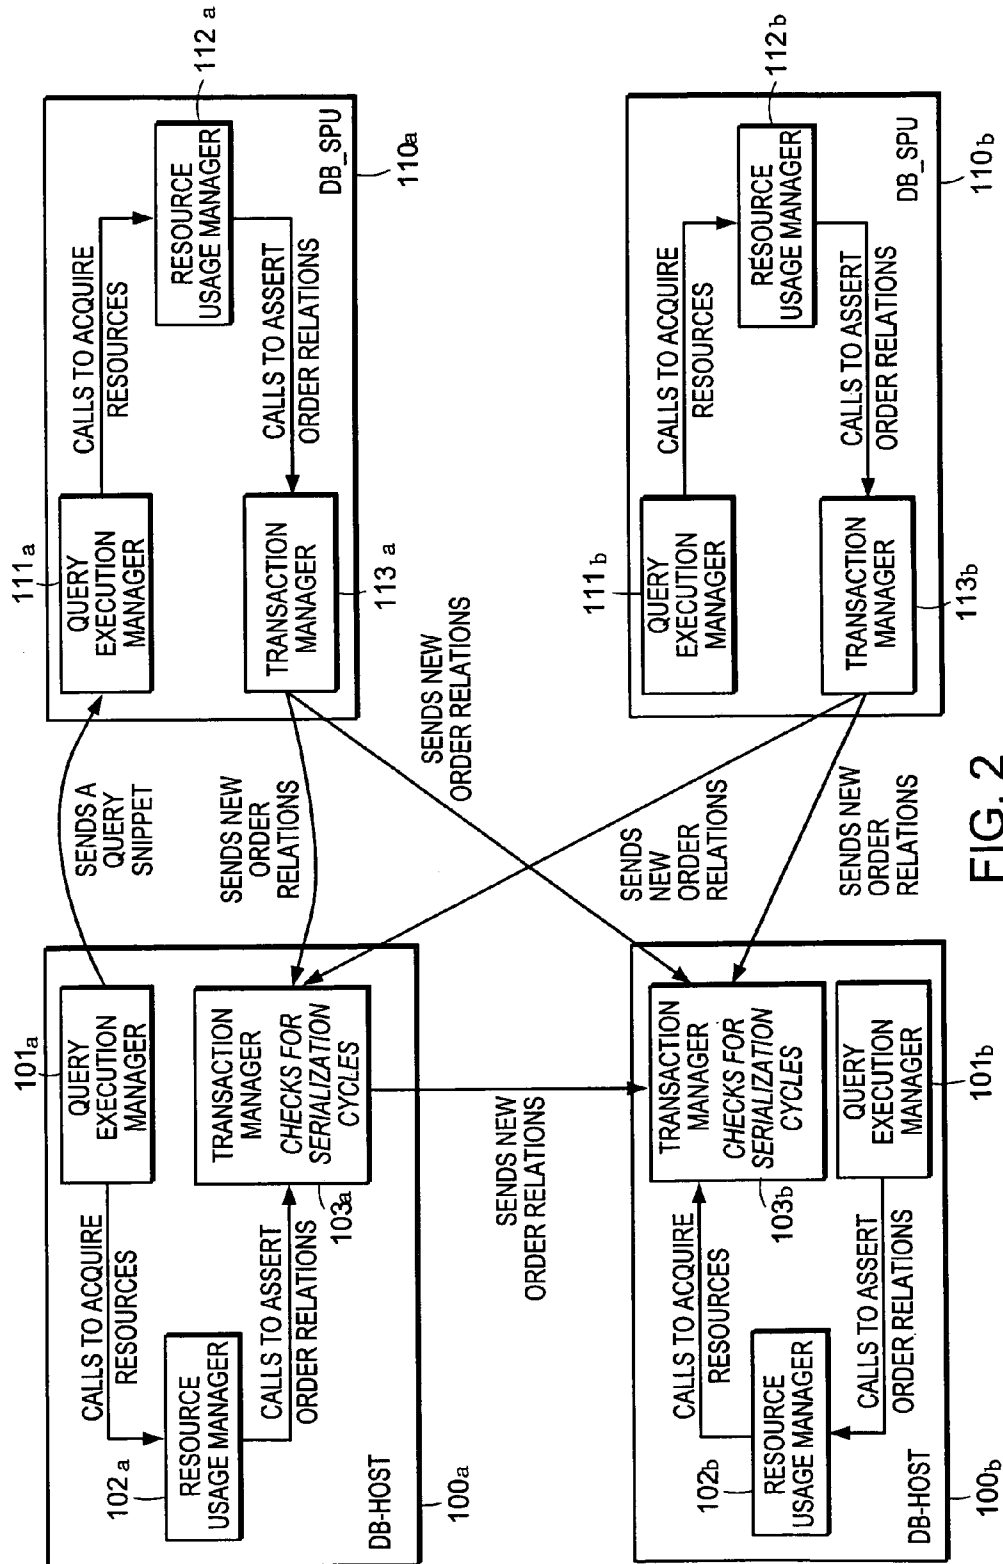 101a
QUERY
EXECUTION
MANAGER
CALLS TO ACQUIRE
RESOURCES
102a
RESOURCE
USAGE MANAGER
CALLS TO ASSERT
ORDER RELATIONS
TRANSACTION
MANAGER
CHECKS FOR
SERIALIZATION
CYCLES
103a
DB-HOST
100a
SENDS A
QUERY
SNIPPET
SENDS NEW
ORDER
RELATIONS
SENDS NEW
ORDER RELATIONS
111a
QUERY
EXECUTION
MANAGER
CALLS TO ACQUIRE
RESOURCES
112a
RESOURCE
USAGE MANAGER
CALLS TO ASSERT
ORDER RELATIONS
TRANSACTION
MANAGER
113a
DB_SPU
110a
SENDS NEW
ORDER RELATIONS
TRANSACTION
MANAGER
CHECKS FOR
SERIALIZATION
CYCLES
103b
CALLS TO ACQUIRE
RESOURCES
102b
RESOURCE
USAGE MANAGER
CALLS TO ASSERT
ORDER RELATIONS
QUERY
EXECUTION
MANAGER
101b
DB-HOST
100b
SENDS
NEW
ORDER
RELATIONS
SENDS NEW
ORDER
RELATIONS
111b
QUERY
EXECUTION
MANAGER
CALLS TO ACQUIRE
RESOURCES
112b
RESOURCE
USAGE MANAGER
CALLS TO ASSERT
ORDER RELATIONS
TRANSACTION
MANAGER
113b
DB_SPU
110b
FIG. 2